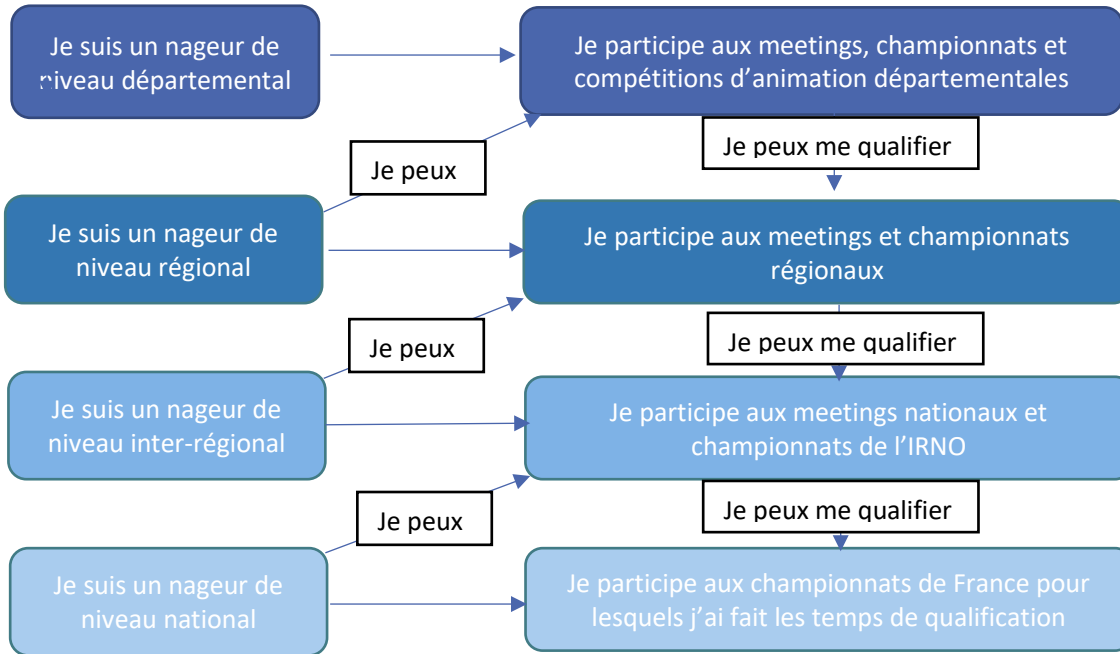 Je suis un nageur de
niveau départemental
Je participe aux meetings, championnats et
compétitions d'animation départementales
Je peux
Je peux me qualifier
Je suis un nageur de
niveau régional
Je participe aux meetings et championnats
régionaux
Je peux
Je peux me qualifier
Je suis un nageur de
niveau inter-régional
Je participe aux meetings nationaux et
championnats de l'IRNO
Je peux
Je peux me qualifier
Je suis un nageur de
niveau national
Je participe aux championnats de France pour
lesquels j'ai fait les temps de qualification